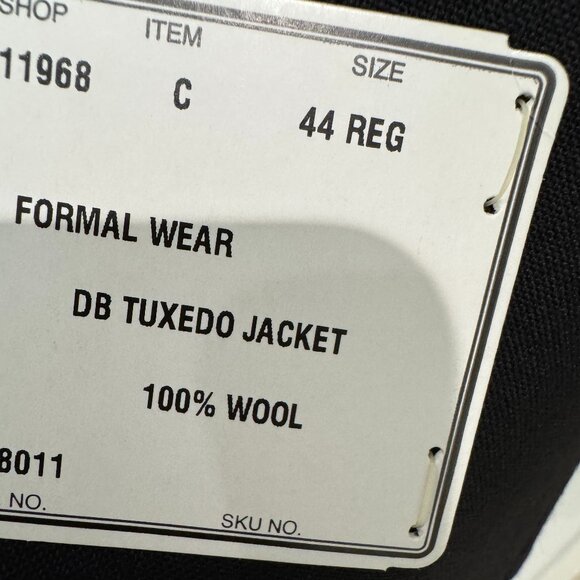 SHOP ITEM SIZE
11968 C 44 REG
FORMAL WEAR
DB TUXEDO JACKET
100% WOOL
8011
NO. SKU NO.